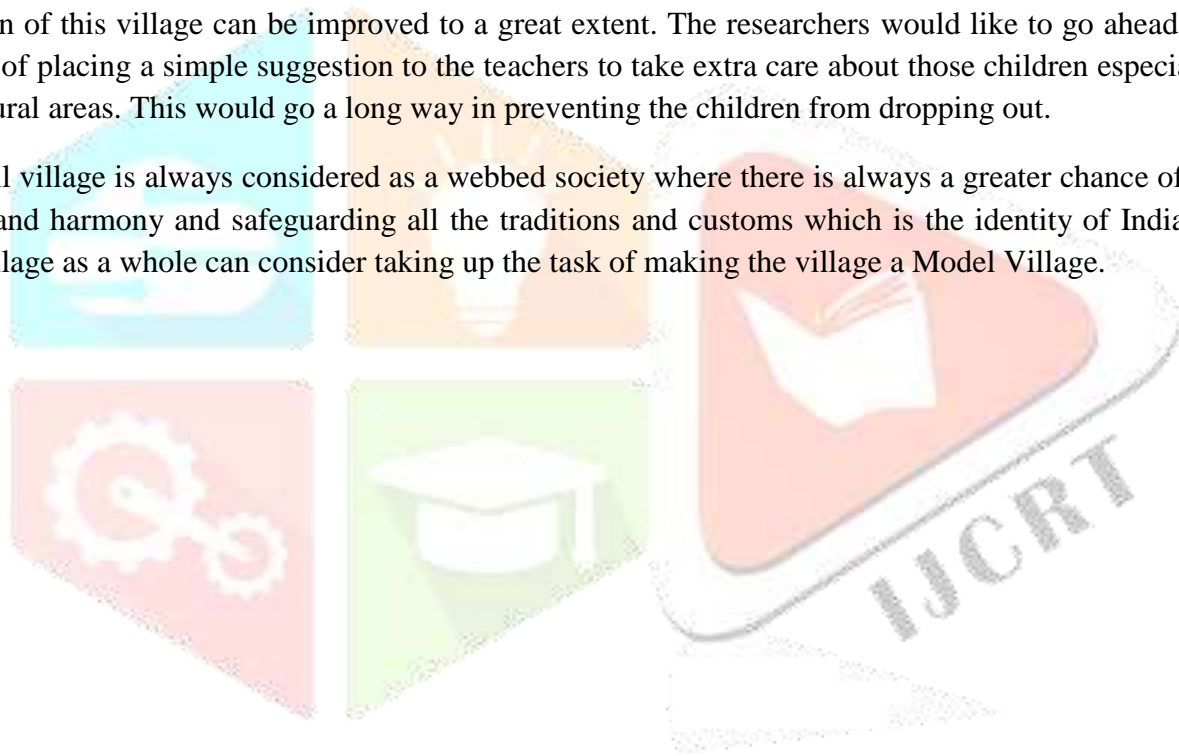 n of this village can be improved to a great extent. The researchers would like to go ahead
of placing a simple suggestion to the teachers to take extra care about those children especia
ural areas. This would go a long way in preventing the children from dropping out.
l village is always considered as a webbed society where there is always a greater chance of
and harmony and safeguarding all the traditions and customs which is the identity of India
llage as a whole can consider taking up the task of making the village a Model Village.
IJCRT